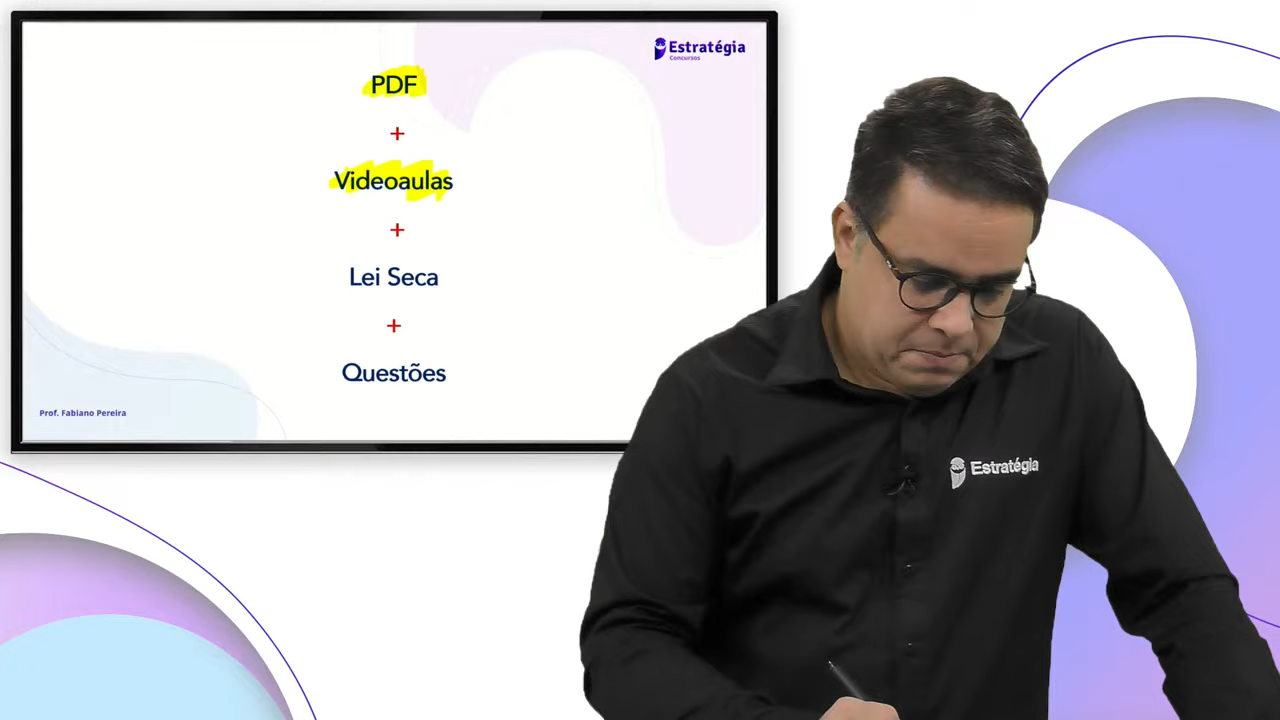 Estratégia
Concursos
PDF
+
Videoaulas
+
Lei Seca
+
Questões
Prof. Fabiano Pereira
Estratégia